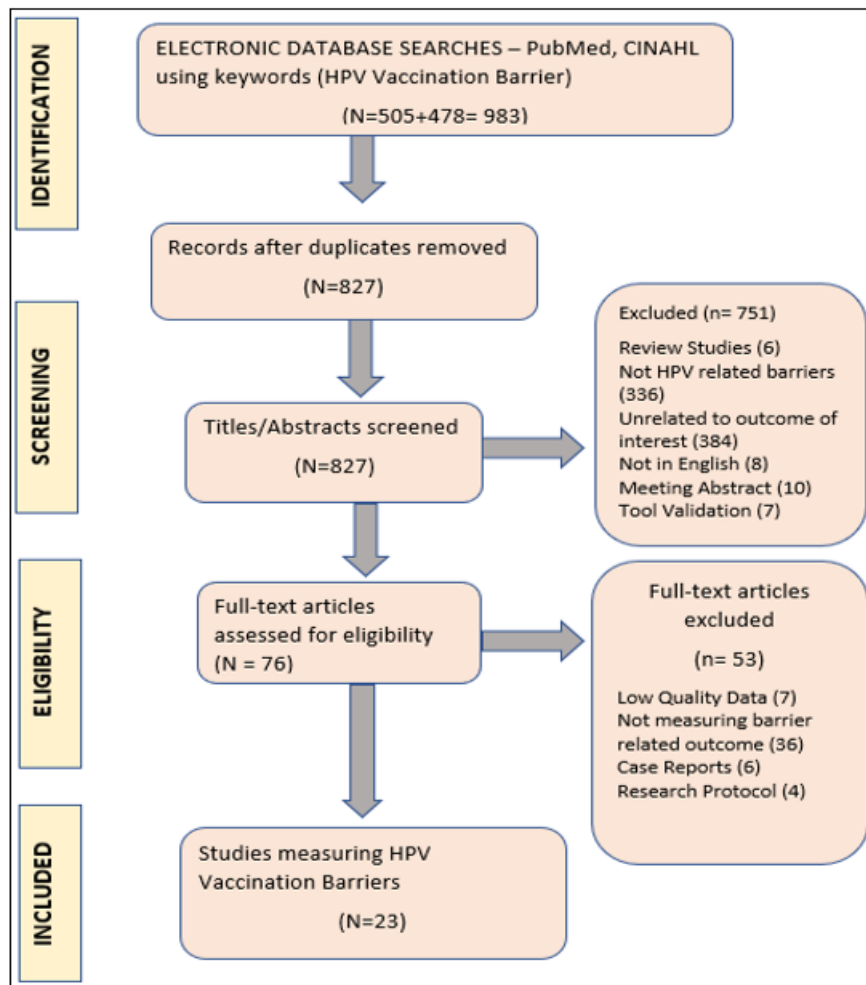 IDENTIFICATION
ELECTRONIC DATABASE SEARCHES – PubMed, CINAHL
using keywords (HPV Vaccination Barrier)
(N=505+478= 983)
Records after duplicates removed
(N=827)
SCREENING
Titles/Abstracts screened
(N=827)
Excluded (n= 751)
Review Studies (6)
Not HPV related barriers
(336)
Unrelated to outcome of
interest (384)
Not in English (8)
Meeting Abstract (10)
Tool Validation (7)
ELIGIBILITY
Full-text articles
assessed for eligibility
(N = 76)
Full-text articles
excluded
(n= 53)
Low Quality Data (7)
Not measuring barrier
related outcome (36)
Case Reports (6)
Research Protocol (4)
INCLUDED
Studies measuring HPV
Vaccination Barriers
(N=23)